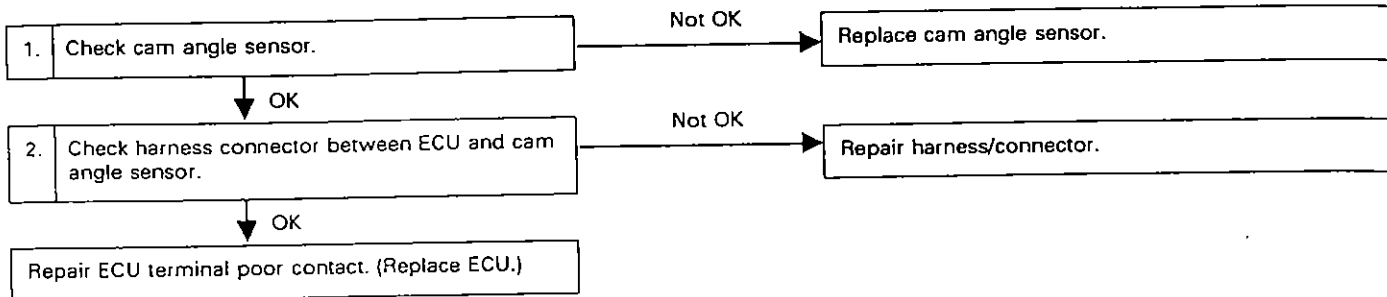 1. Check cam angle sensor.
Not OK
Replace cam angle sensor.
OK
2. Check harness connector between ECU and cam
angle sensor.
Not OK
Repair harness/connector.
OK
Repair ECU terminal poor contact. (Replace ECU.)